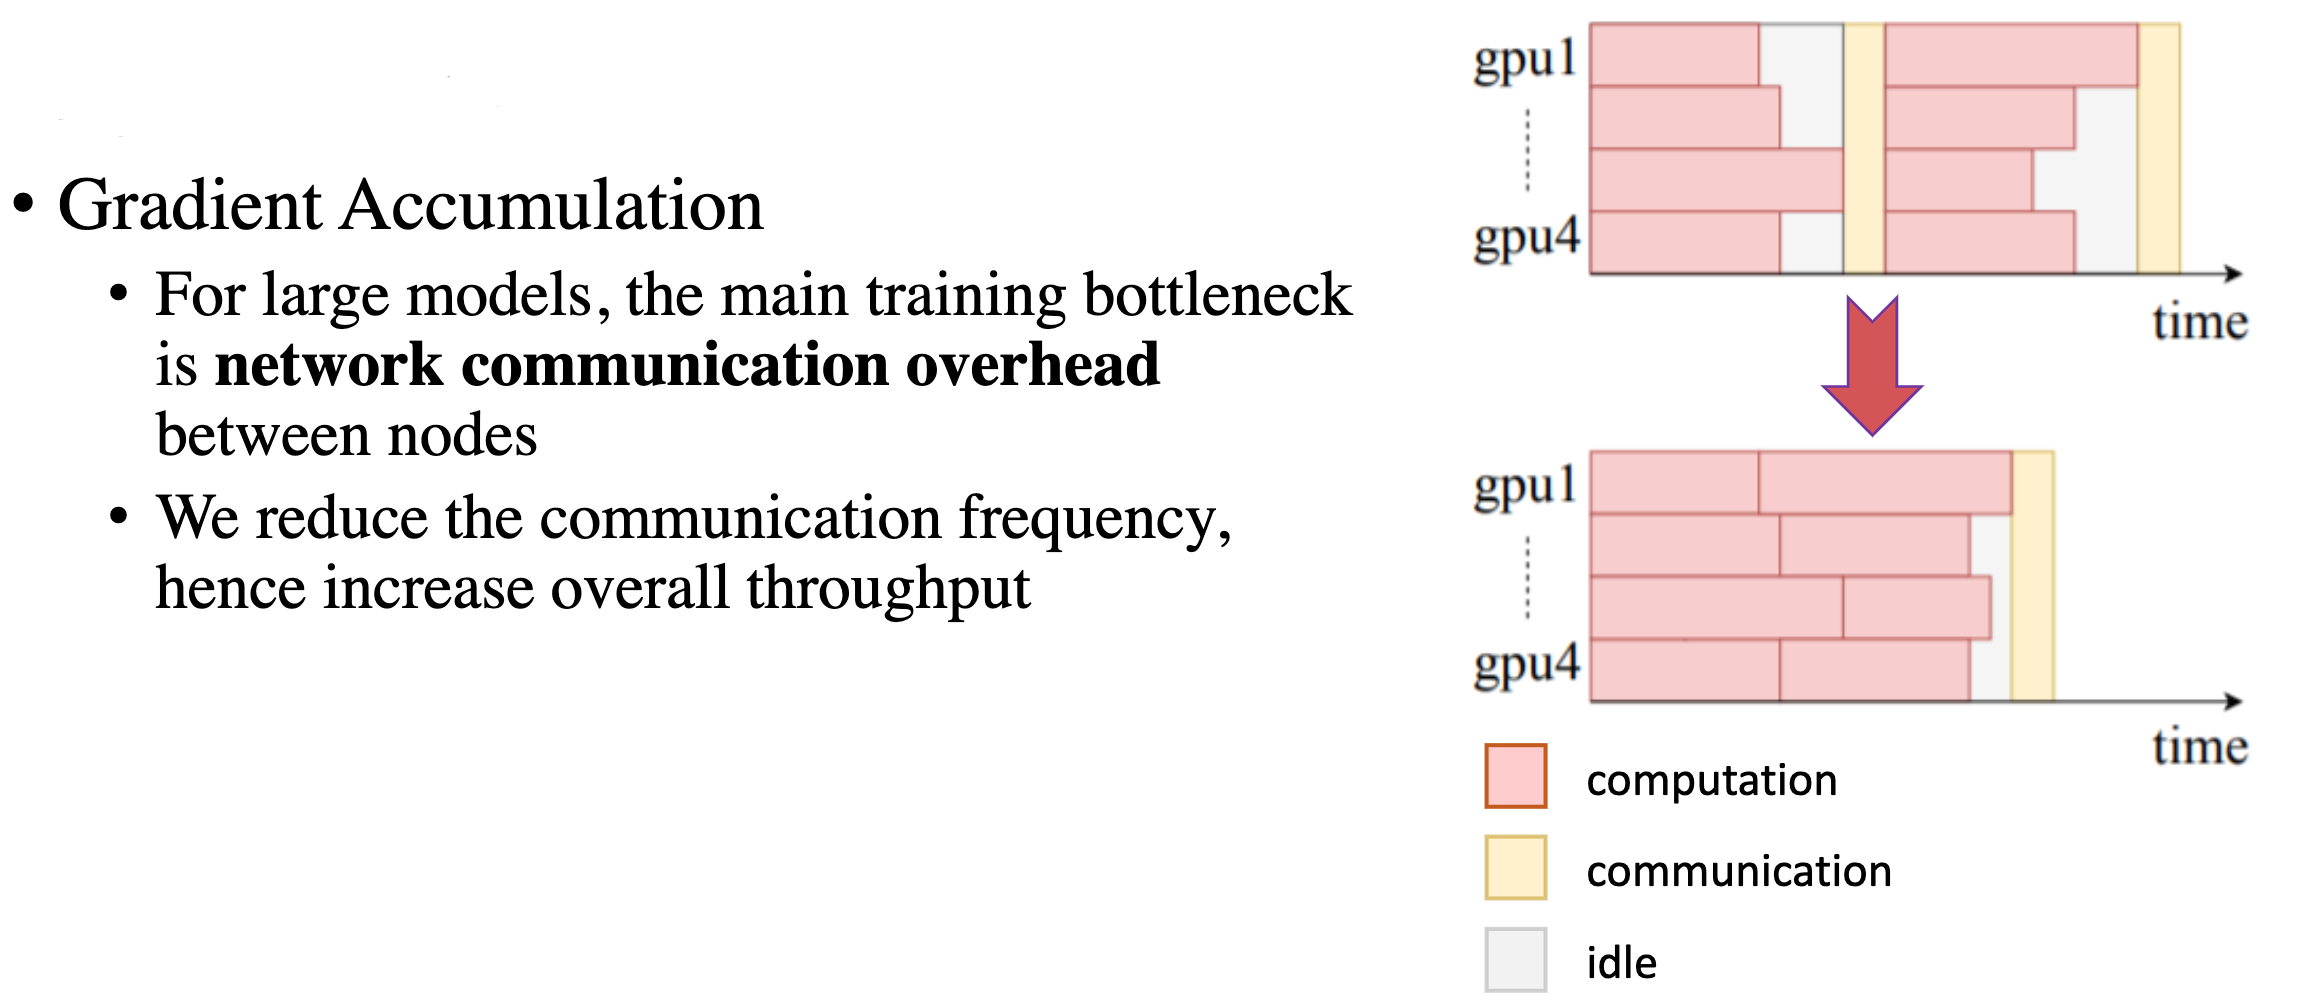 • Gradient Accumulation
• For large models, the main training bottleneck
is network communication overhead
between nodes
• We reduce the communication frequency,
hence increase overall throughput
gpu1
gpu4
time
gpu1
gpu4
time
computation
communication
idle